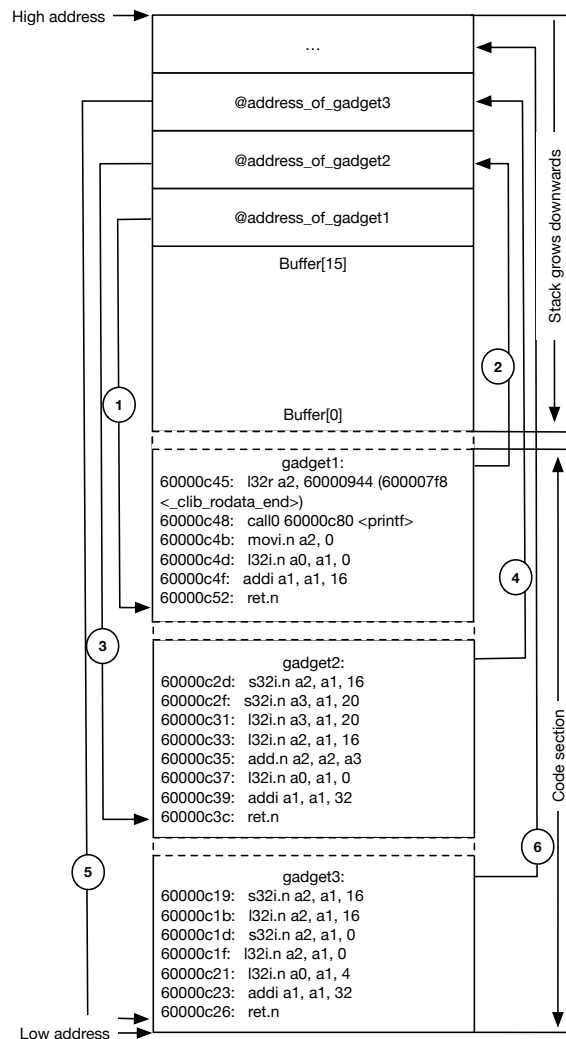 High address
...
@address_of_gadget3
@address_of_gadget2
@address_of_gadget1
Buffer[15]
Stack grows downwards
2
1
Buffer[0]
gadget1:
60000c45: l32r a2, 60000944 (600007f8
<_clib_rodata_end>)
60000c48: call0 60000c80 <printf>
60000c4b: movi.n a2, 0
60000c4d: l32i.n a0, a1, 0
60000c4f: addi a1, a1, 16
60000c52: ret.n
4
3
gadget2:
60000c2d: s32i.n a2, a1, 16
60000c2f: s32i.n a3, a1, 20
60000c31: l32i.n a3, a1, 20
60000c33: l32i.n a2, a1, 16
60000c35: add.n a2, a2, a3
60000c37: l32i.n a0, a1, 0
60000c39: addi a1, a1, 32
60000c3c: ret.n
Code section
6
5
gadget3:
60000c19: s32i.n a2, a1, 16
60000c1b: l32i.n a2, a1, 16
60000c1d: s32i.n a2, a1, 0
60000c1f: l32i.n a2, a1, 0
60000c21: l32i.n a0, a1, 4
60000c23: addi a1, a1, 32
60000c26: ret.n
Low address